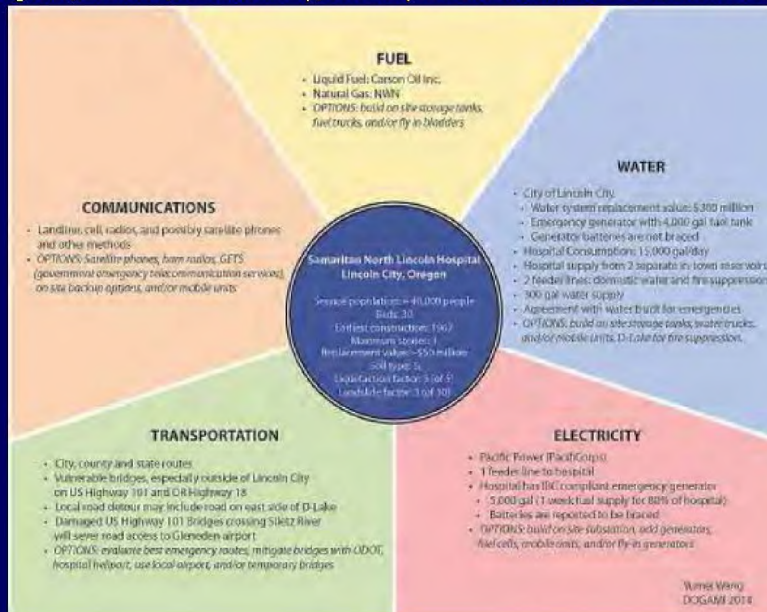 FUEL
• Liquid Fuel: Carson Oil Inc.
• Natural Gas: NWN
• OPTIONS: build on site storage tanks,
fuel trucks, and/or fly in bladders
WATER
• City of Lincoln City
• Water system replacement value: $300 million
• Emergency generator with 4,000 gal fuel tank
• Generator batteries are not braced
• Hospital Consumption: 15,000 gal/day
• Hospital supply from 2 separate in town reservoirs
• 2 feeder lines: domestic water and fire suppression
• 300 gal water supply
• Agreement with water truck for emergencies
• OPTIONS: build on site storage tanks, water trucks,
and/or mobile units, D-Lake for fire suppression.
COMMUNICATIONS
• Landline, cell, radios, and possibly satellite phones
and other methods
• OPTIONS: Satellite phones, ham radios, GETS
(government emergency telecommunication services),
on site backup options, and/or mobile units
Samaritan North Lincoln Hospital
Lincoln City, Oregon
Service population: ~ 40,000 people
Beds: 30
Earliest construction: 1967
Maximum stories: 1
Replacement value: ~$50 million
Soil type:
Liquefaction factor: 5 (of 5)
Landslide factor: 3 (of 10)
TRANSPORTATION
• City, county and state routes
• Vulnerable bridges, especially outside of Lincoln City
on US Highway 101 and OR Highway 18
• Local road detour may include road on east side of D-Lake
• Damaged US Highway 101 Bridges crossing Siletz River
will sever road access to Gleneden airport
• OPTIONS: evaluate best emergency routes, mitigate bridges with ODOT,
hospital heliport, use local airport, and/or temporary bridges
ELECTRICITY
• Pacific Power (PacifiCorps)
• 1 feeder line to hospital
• Hospital has IBC compliant emergency generator
• 5,000 gal (1 week fuel supply for 80% of hospital)
• Batteries are reported to be braced
• OPTIONS: build on site substation, add generators,
fuel cells, mobile units, and/or fly-in generators
Yumei Wang
DOGAMI 2014